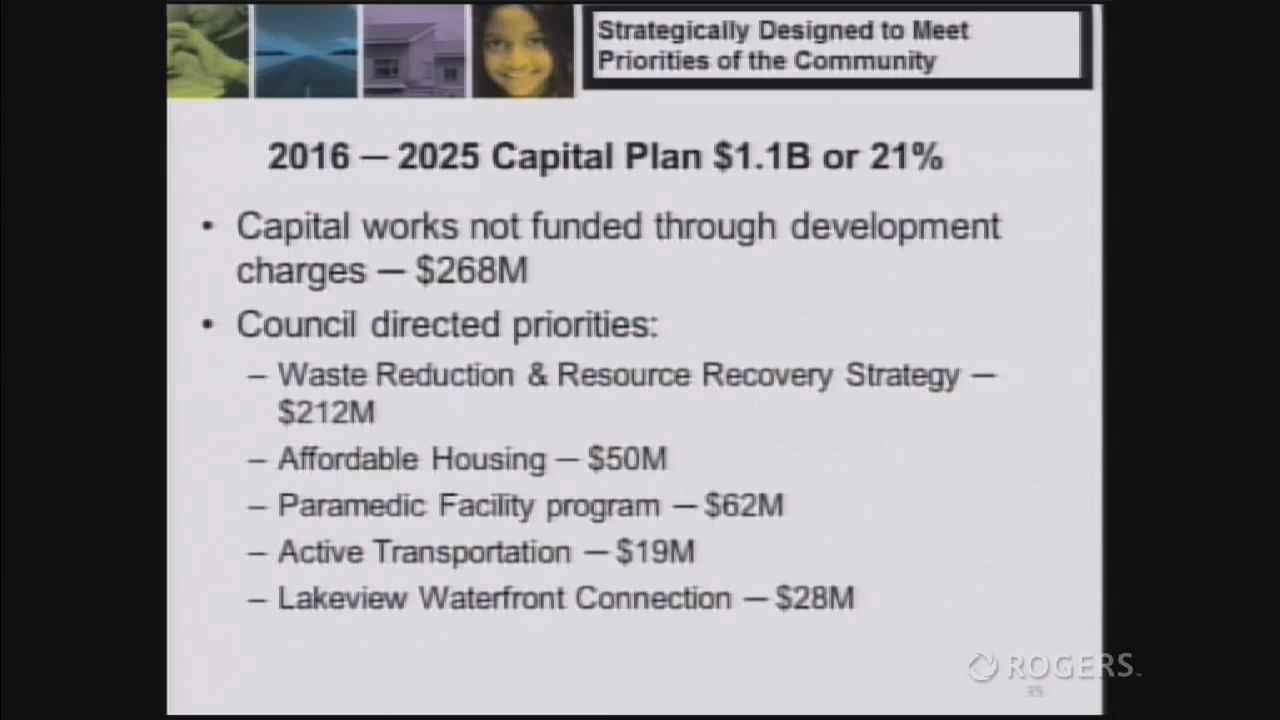 Strategically Designed to Meet
Priorities of the Community
2016 – 2025 Capital Plan $1.1B or 21%
• Capital works not funded through development
charges – $268M
• Council directed priorities:
– Waste Reduction & Resource Recovery Strategy –
$212M
– Affordable Housing – $50M
– Paramedic Facility program – $62M
– Active Transportation – $19M
– Lakeview Waterfront Connection – $28M
ROGERS™